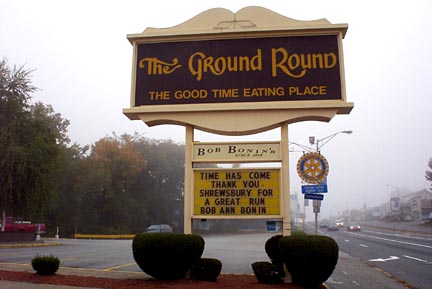 The Ground Round
THE GOOD TIME EATING PLACE
BOB BONIN'S
TIME HAS COME
THANK YOU
SHREWSBURY FOR
A GREAT RUN
BOB ANN BONIN